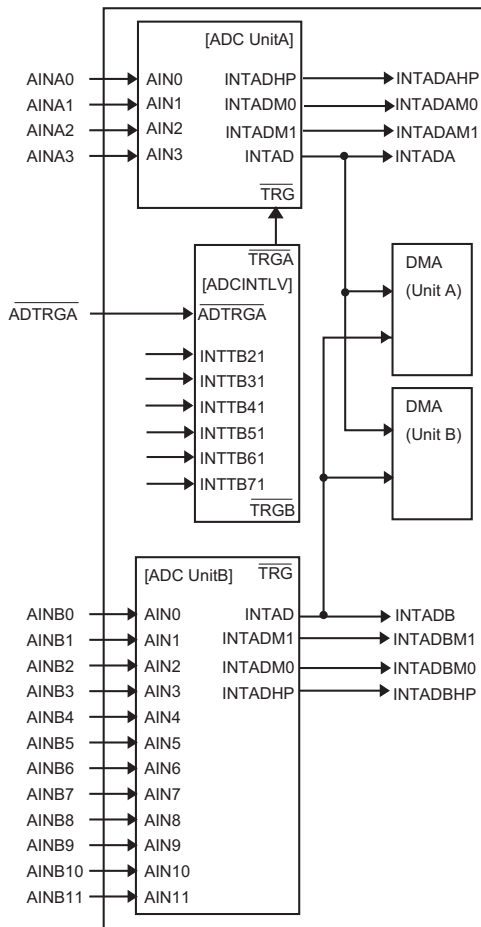 [ADC UnitA]
AINA0 AIN0 INTADHP INTADAHP
AINA1 AIN1 INTADM0 INTADAM0
AINA2 AIN2 INTADM1 INTADAM1
AINA3 AIN3 INTAD INTADA
TRG
TRGA
[ADCINTLV]
ADTRGA ADTRGA
INTTB21
INTTB31
INTTB41
INTTB51
INTTB61
INTTB71
TRGB
DMA
(Unit A)
DMA
(Unit B)
[ADC UnitB] TRG
AINB0 AIN0 INTAD INTADB
AINB1 AIN1 INTADM1 INTADBM1
AINB2 AIN2 INTADM0 INTADBM0
AINB3 AIN3 INTADHP INTADBHP
AINB4 AIN4
AINB5 AIN5
AINB6 AIN6
AINB7 AIN7
AINB8 AIN8
AINB9 AIN9
AINB10 AIN10
AINB11 AIN11